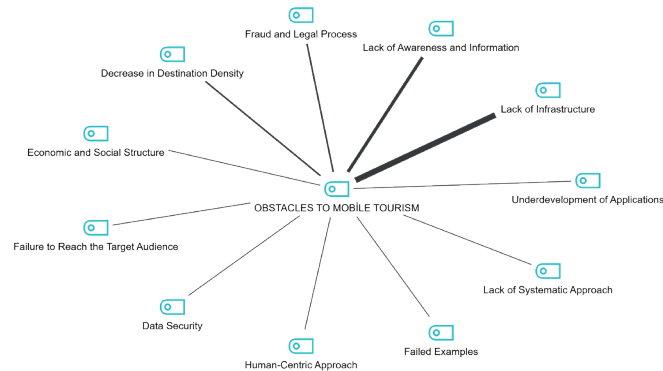 Fraud and Legal Process
Lack of Awareness and Information
Decrease in Destination Density
Lack of Infrastructure
Economic and Social Structure
Underdevelopment of Applications
OBSTACLES TO MOBİLE TOURISM
Failure to Reach the Target Audience
Lack of Systematic Approach
Data Security
Failed Examples
Human-Centric Approach